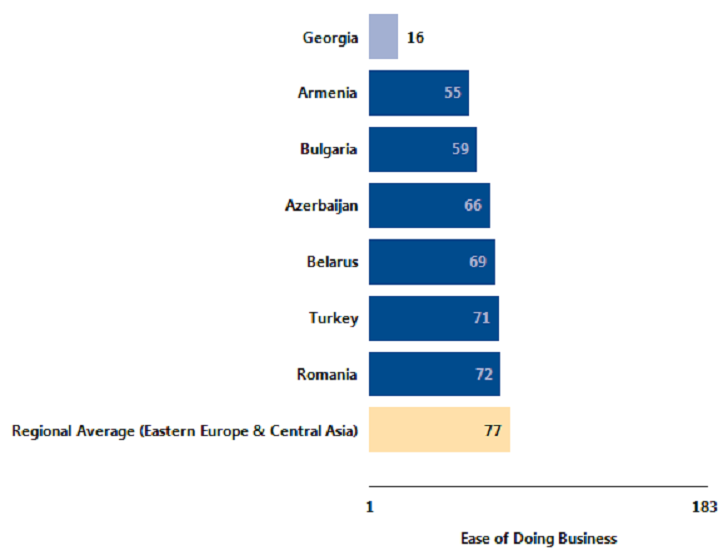 Georgia 16
Armenia 55
Bulgaria 59
Azerbaijan 66
Belarus 69
Turkey 71
Romania 72
Regional Average (Eastern Europe & Central Asia) 77
1 183
Ease of Doing Business